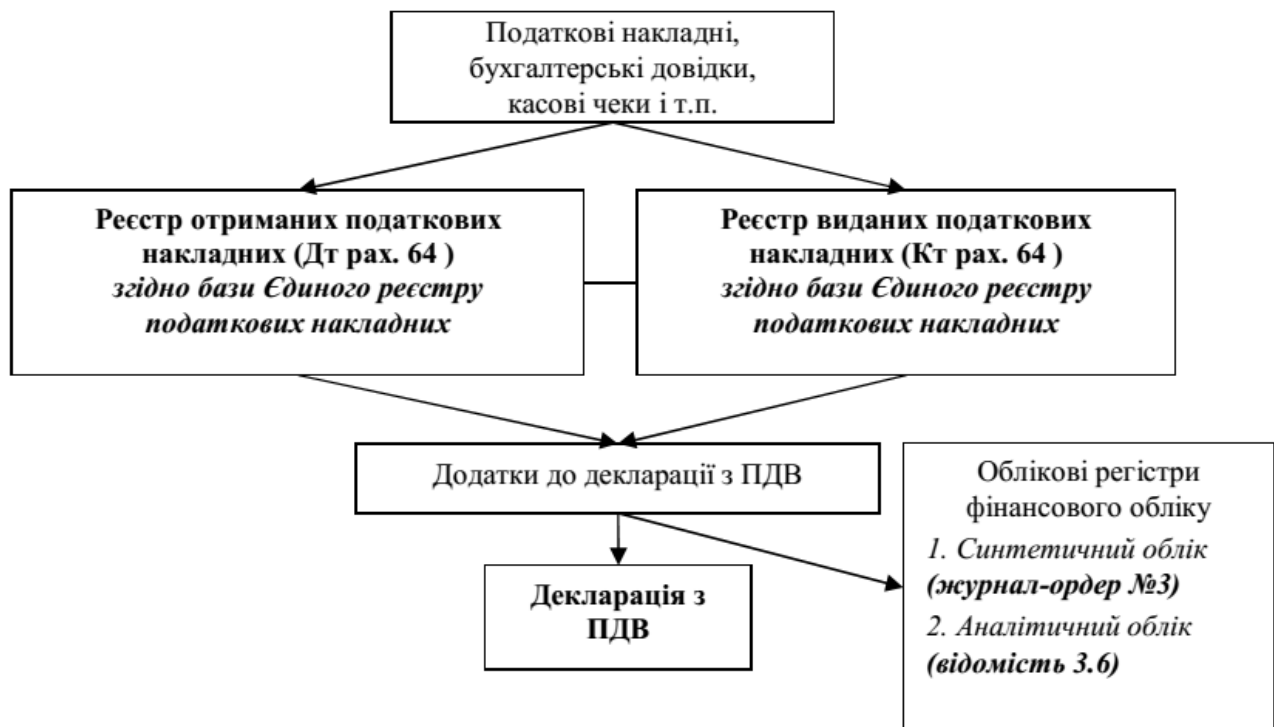 Податкові накладні,
бухгалтерські довідки,
касові чеки і т.п.
Реєстр отриманих податкових
накладних (Дт рах. 64 )
згідно бази Єдиного реєстру
податкових накладних
Реєстр виданих податкових
накладних (Кт рах. 64 )
згідно бази Єдиного реєстру
податкових накладних
Додатки до декларації з ПДВ
Декларація з
ПДВ
Облікові регістри
фінансового обліку
1. Синтетичний облік
(журнал-ордер №3)
2. Аналітичний облік
(відомість 3.6)